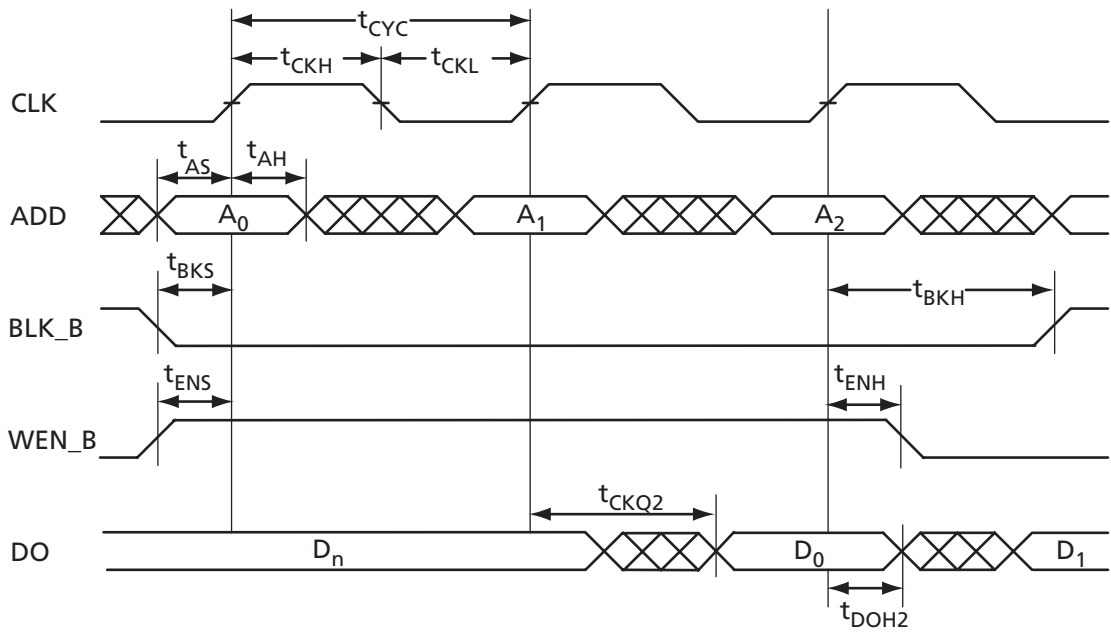 tCYC
tCKH tCKL
CLK
tAS tAH
ADD A0 A1 A2
tBKS
tBKH
BLK_B
tENS tENH
WEN_B
tCKQ2
DO Dn D0 D1
tDOH2